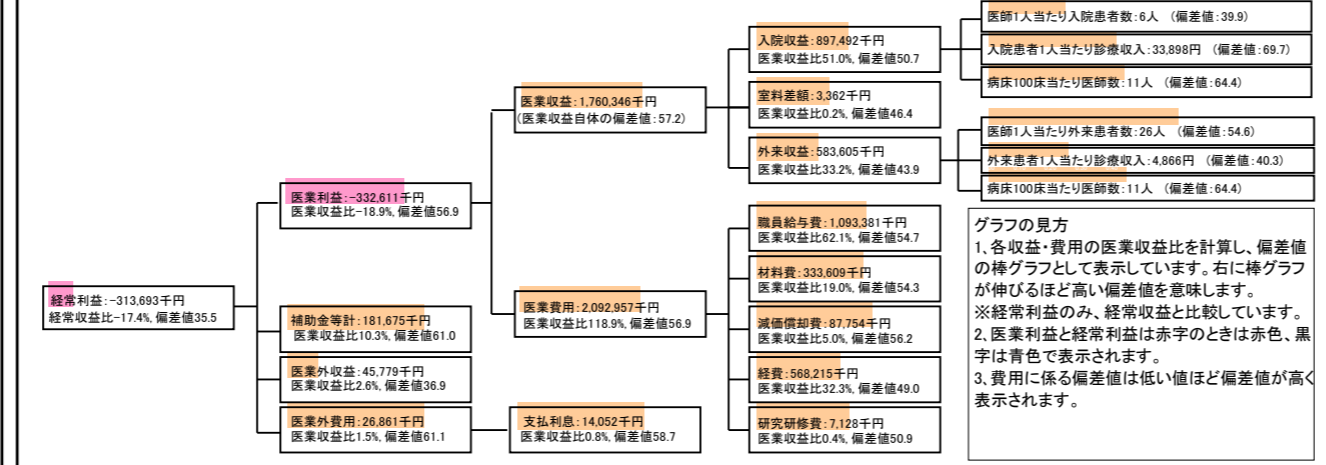 経常利益:-313,693千円
経常収支比-17.4%, 偏差値35.5
医業利益:-332,611千円
医業収益比-18.9%, 偏差値56.9
補助金等計:181,675千円
医業収益比10.3%, 偏差値61.0
医業外収益:45,779千円
医業収益比2.6%, 偏差値36.9
医業外費用:26,861千円
医業収益比1.5%, 偏差値61.1
医業収益:1,760,346千円
(医業収益自体の偏差値:57.2)
医業費用:2,092,957千円
医業収益比118.9%, 偏差値56.9
支払利息:14,052千円
医業収益比0.8%, 偏差値58.7
入院収益:897,492千円
医業収益比51.0%, 偏差値50.7
室料差額:3,362千円
医業収益比0.2%, 偏差値46.4
外来収益:583,605千円
医業収益比33.2%, 偏差値43.9
職員給与費:1,093,381千円
医業収益比62.1%, 偏差値54.7
材料費:333,609千円
医業収益比19.0%, 偏差値54.3
減価償却費:87,754千円
医業収益比5.0%, 偏差値56.2
経費:568,215千円
医業収益比32.3%, 偏差値49.0
研究研修費:7,128千円
医業収益比0.4%, 偏差値50.9
医師1人当たり入院患者数:6人 (偏差値:39.9)
入院患者1人当たり診療収入:33,898円 (偏差値:69.7)
病床100床当たり医師数:11人 (偏差値:64.4)
医師1人当たり外来患者数:26人 (偏差値:54.6)
外来患者1人当たり診療収入:4,866円 (偏差値:40.3)
病床100床当たり医師数:11人 (偏差値:64.4)
グラフの見方
1、各収益・費用の医業収益比を計算し、偏差値
の棒グラフとして表示しています。右に棒グラフ
が伸びるほど高い偏差値を意味します。
※経常利益のみ、経常収益と比較しています。
2、医業利益と経常利益は赤字のときは赤色、黒
字は青色で表示されます。
3、費用に係る偏差値は低い値ほど偏差値が高く
表示されます。